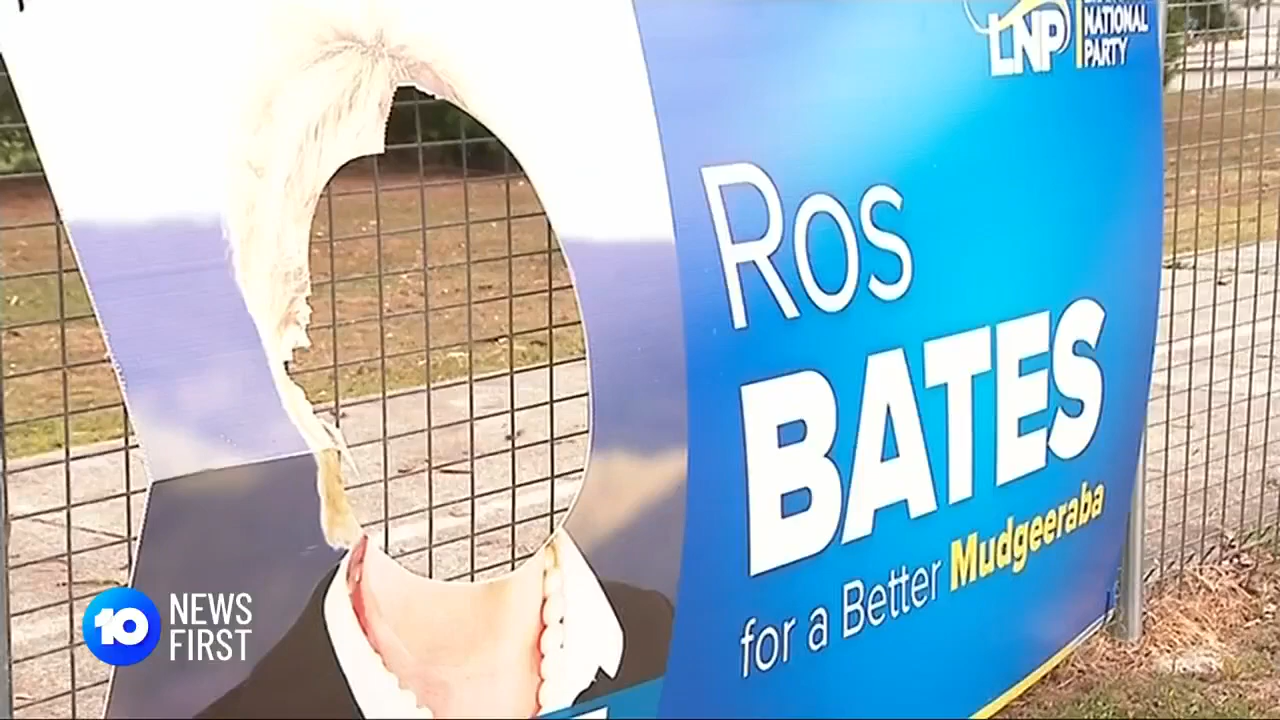 LNP
NATIONAL
PARTY
Ros
BATES
for a Better Mudgeeraba
10 NEWS
FIRST